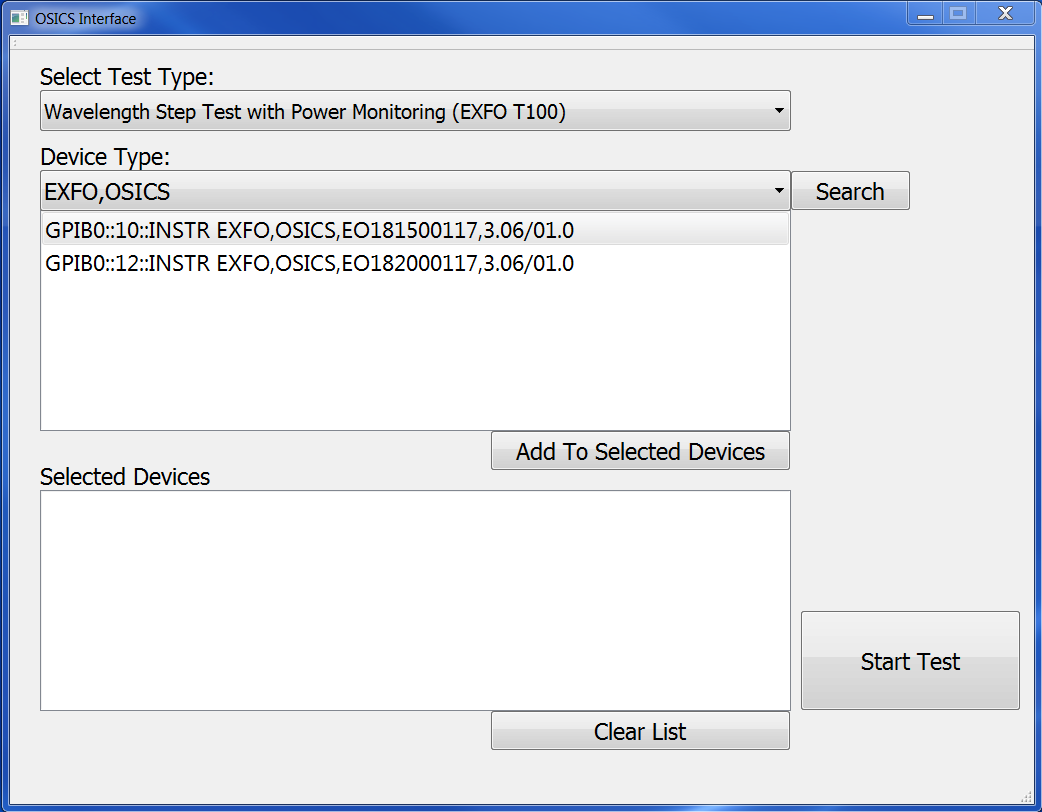 OSICS Interface
Select Test Type:
Wavelength Step Test with Power Monitoring (EXFO T100)
Device Type:
EXFO,OSICS
Search
GPIB0::10::INSTR EXFO,OSICS,EO181500117,3.06/01.0
GPIB0::12::INSTR EXFO,OSICS,EO182000117,3.06/01.0
Add To Selected Devices
Selected Devices
Start Test
Clear List